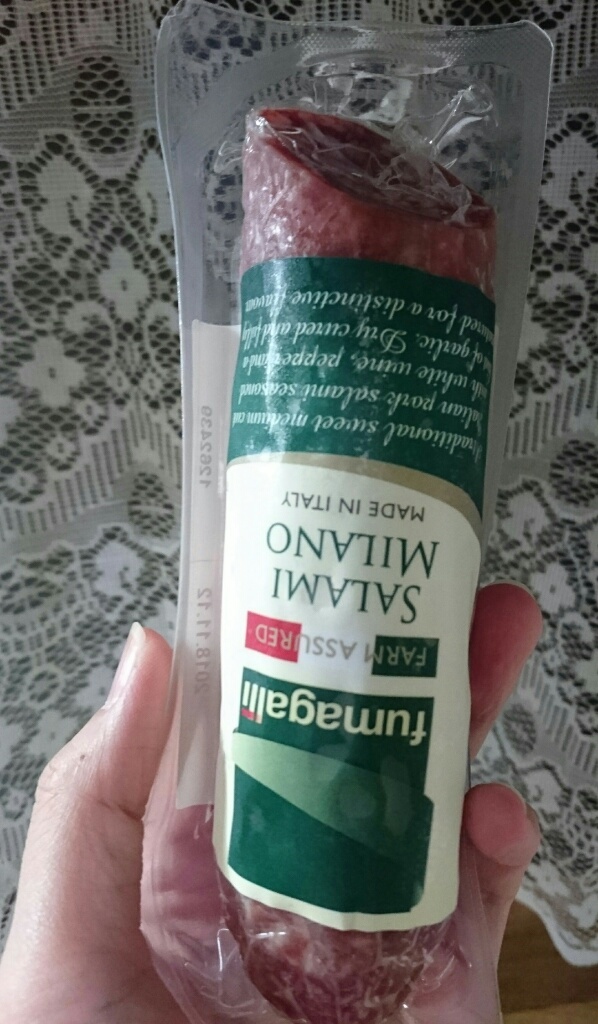 fumagalli
FARM ASSURED
SALAMI
MILANO
MADE IN ITALY
Traditional sweet medium cut
Italian pork salami seasoned
with white wine, pepper and a
of garlic. Dry cured and fully
matured for a distinctive flavour.
1262439
2018.11.12